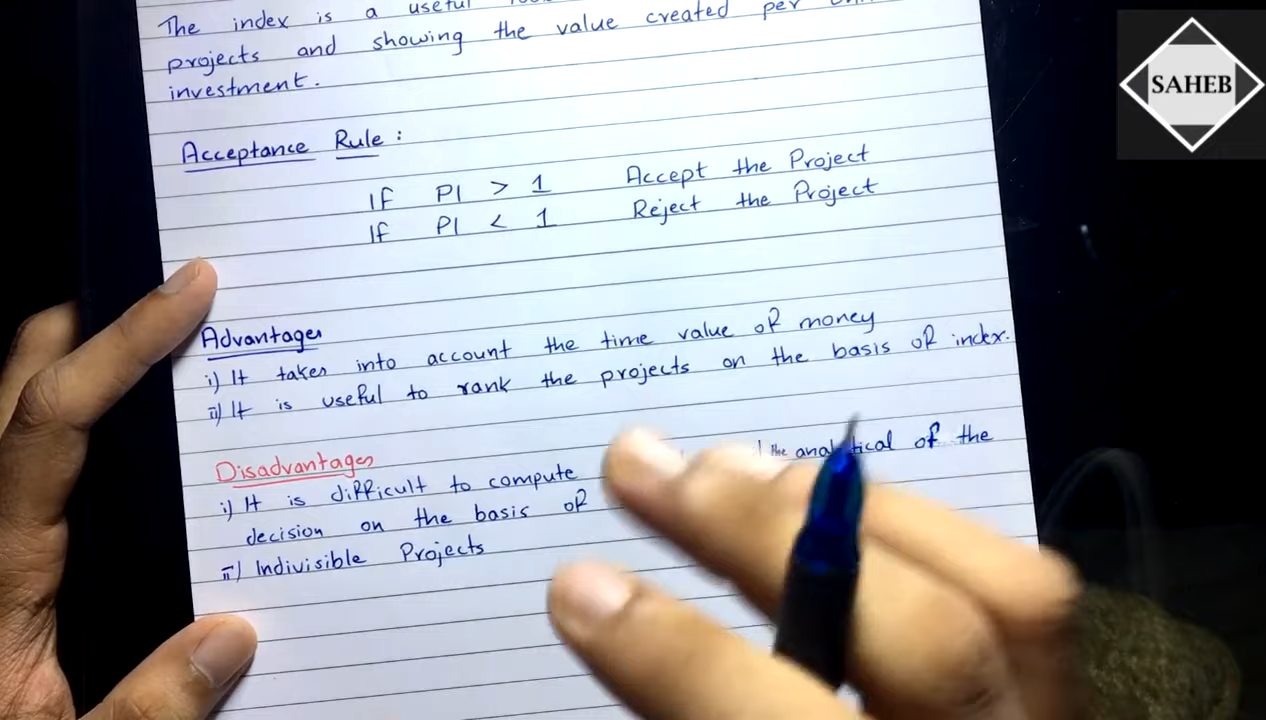 The index is a useful
projects and showing the value created per
investment.
Acceptance Rule :
If PI > 1 Accept the Project
If PI < 1 Reject the Project
Advantages
i) It takes into account the time value of money
ii) It is useful to rank the projects on the basis of index.
Disadvantages
i) It is difficult to compute the analytical of the
decision on the basis of
ii) Indivisible Projects
SAHEB